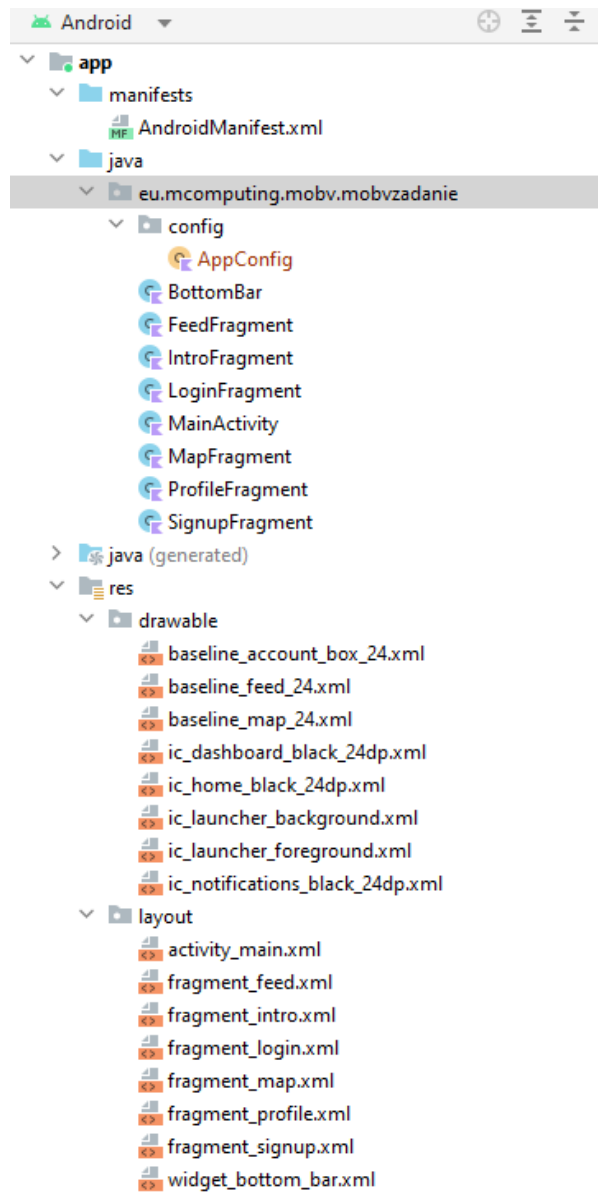 Android
app
manifests
MF AndroidManifest.xml
java
eu.mcomputing.mobv.mobvzadanie
config
AppConfig
BottomBar
FeedFragment
IntroFragment
LoginFragment
MainActivity
MapFragment
ProfileFragment
SignupFragment
java (generated)
res
drawable
baseline_account_box_24.xml
baseline_feed_24.xml
baseline_map_24.xml
ic_dashboard_black_24dp.xml
ic_home_black_24dp.xml
ic_launcher_background.xml
ic_launcher_foreground.xml
ic_notifications_black_24dp.xml
layout
activity_main.xml
fragment_feed.xml
fragment_intro.xml
fragment_login.xml
fragment_map.xml
fragment_profile.xml
fragment_signup.xml
widget_bottom_bar.xml